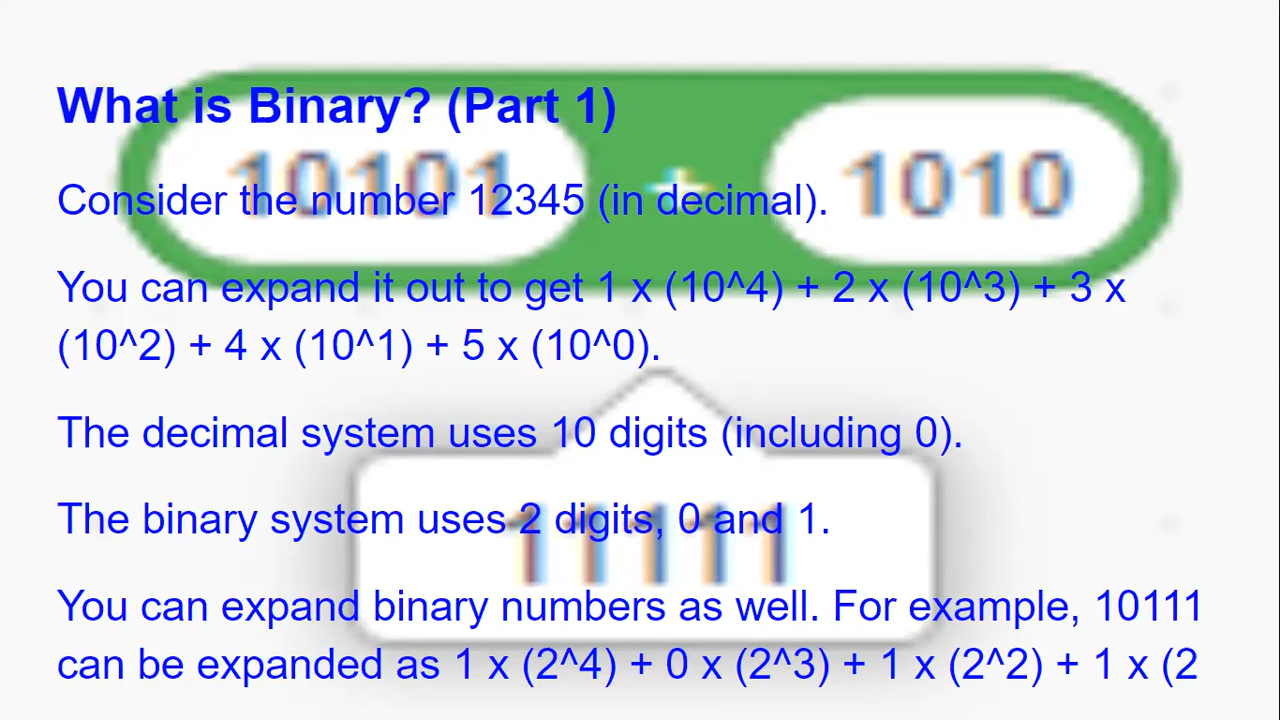 What is Binary? (Part 1)
10101 + 1010
Consider the number 12345 (in decimal).
You can expand it out to get 1 x (10^4) + 2 x (10^3) + 3 x
(10^2) + 4 x (10^1) + 5 x (10^0).
The decimal system uses 10 digits (including 0).
The binary system uses 2 digits, 0 and 1.
11111
You can expand binary numbers as well. For example, 10111
can be expanded as 1 x (2^4) + 0 x (2^3) + 1 x (2^2) + 1 x (2